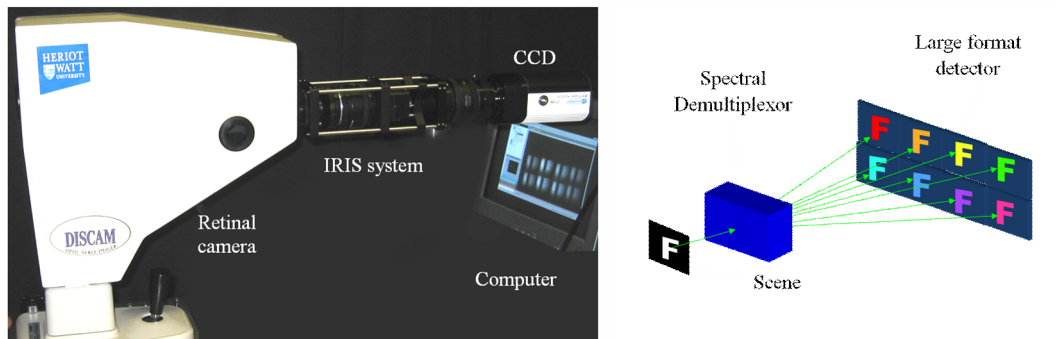 HERIOT
WATT
UNIVERSITY
CCD
IRIS system
Retinal
camera
DISCAM
Computer
Large format
detector
Spectral
Demultiplexor
F
F
F
F
F
F
F
F
F
Scene